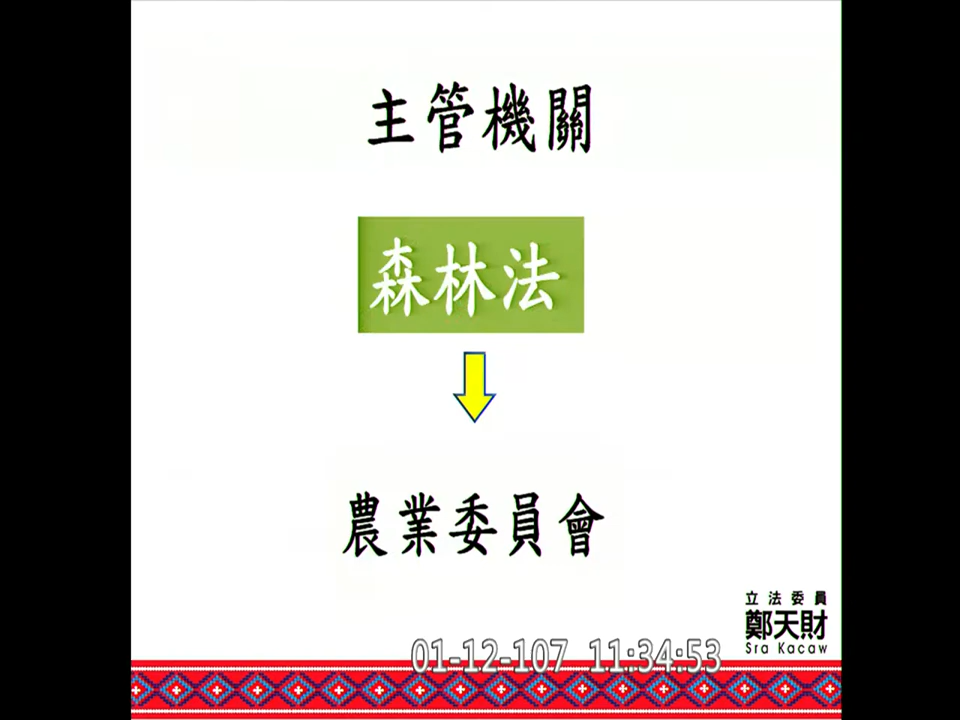 主管機關
森林法
農業委員會
立法委員
鄭天財
Sra Kacaw
01-12-107 11:34:53